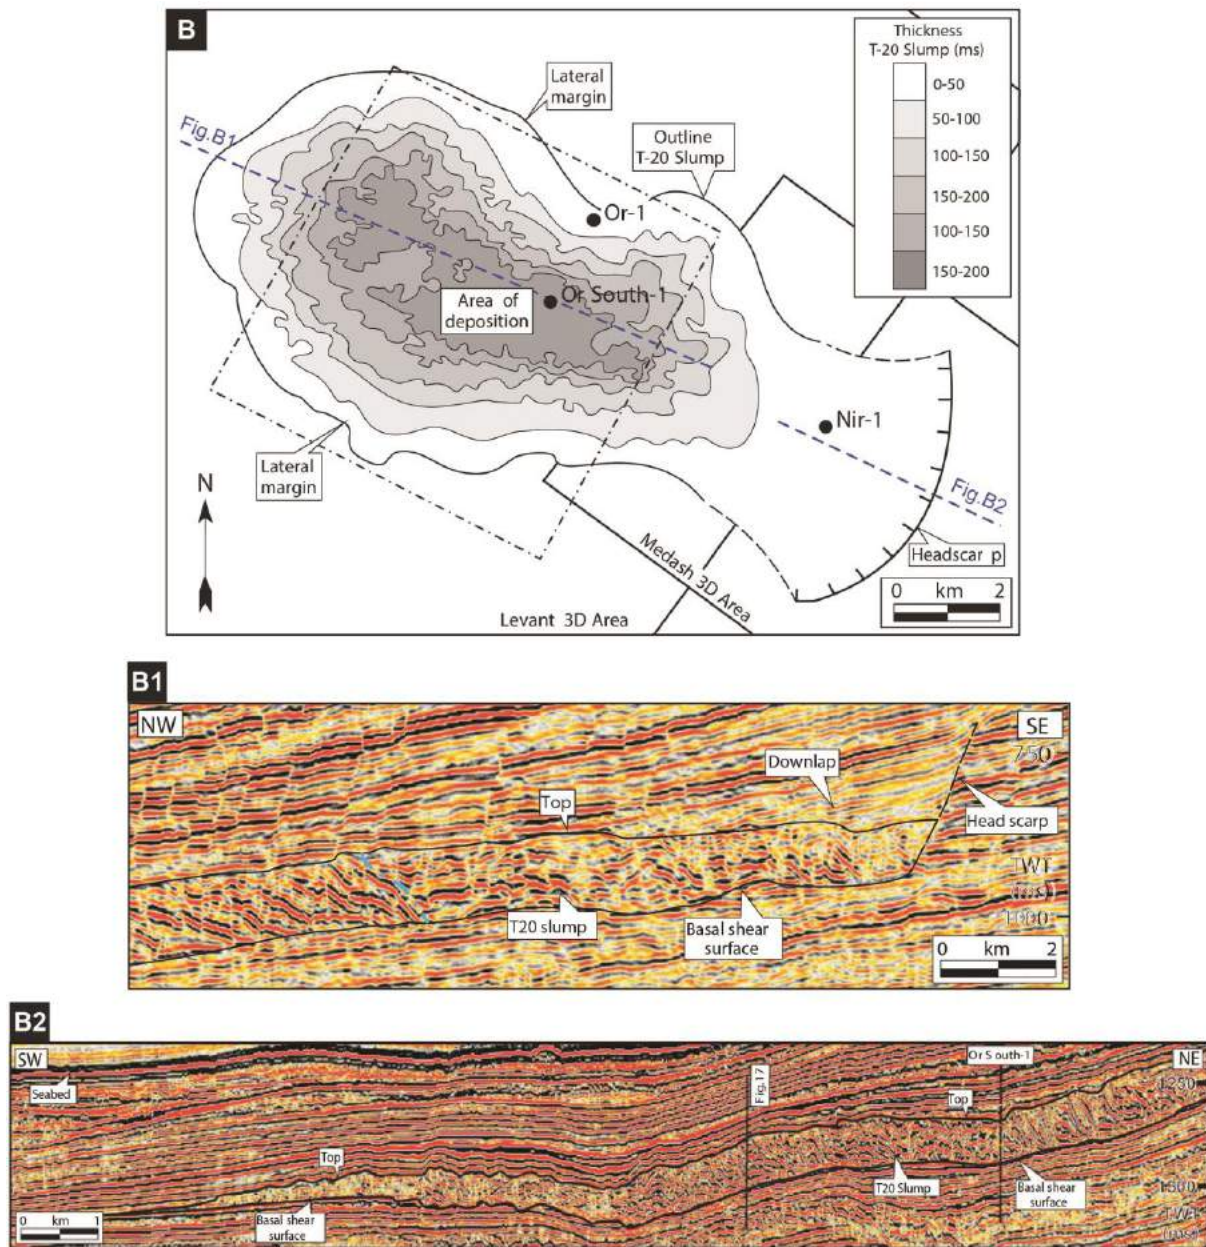 B
Thickness
T-20 Slump (ms)
0-50
50-100
100-150
150-200
100-150
150-200
Lateral
margin
Outline
T-20 Slump
Fig.B1
Or-1
Or South-1
Area of
deposition
Nir-1
Lateral
margin
Fig.B2
N
Headscar p
Medash 3D Area
Levant 3D Area
0 km 2
B1
NW
SE
750
Downlap
Top
Head scarp
TWT
(ms)
1000
T20 slump
Basal shear
surface
0 km 2
B2
SW
Or S outh-1
NE
Seabed
Fig.17
Top
1250
Top
T20 Slump
Basal shear
surface
1500
TWT
(ms)
Basal shear
surface
0 km 1